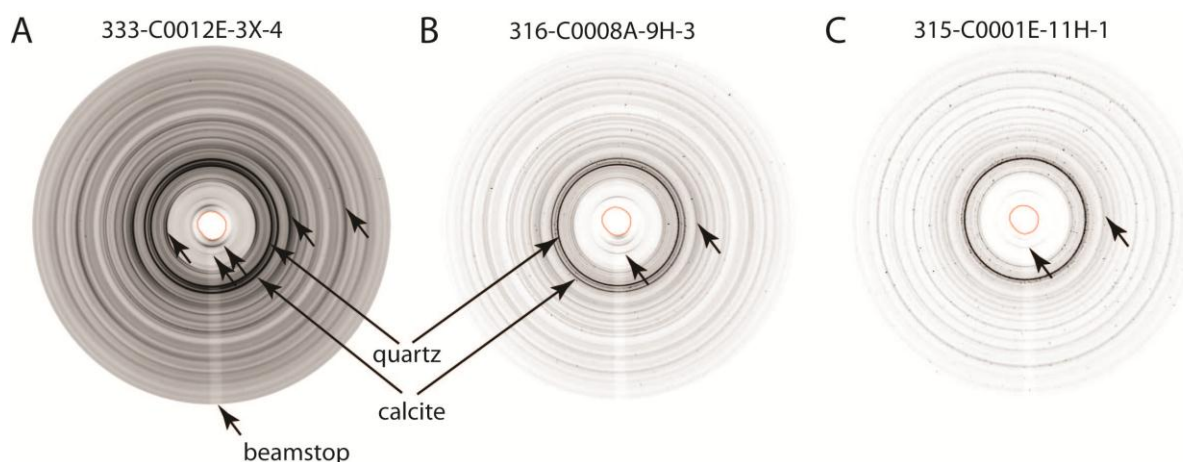 A
333-C0012E-3X-4
B
316-C0008A-9H-3
C
315-C0001E-11H-1
quartz
calcite
beamstop